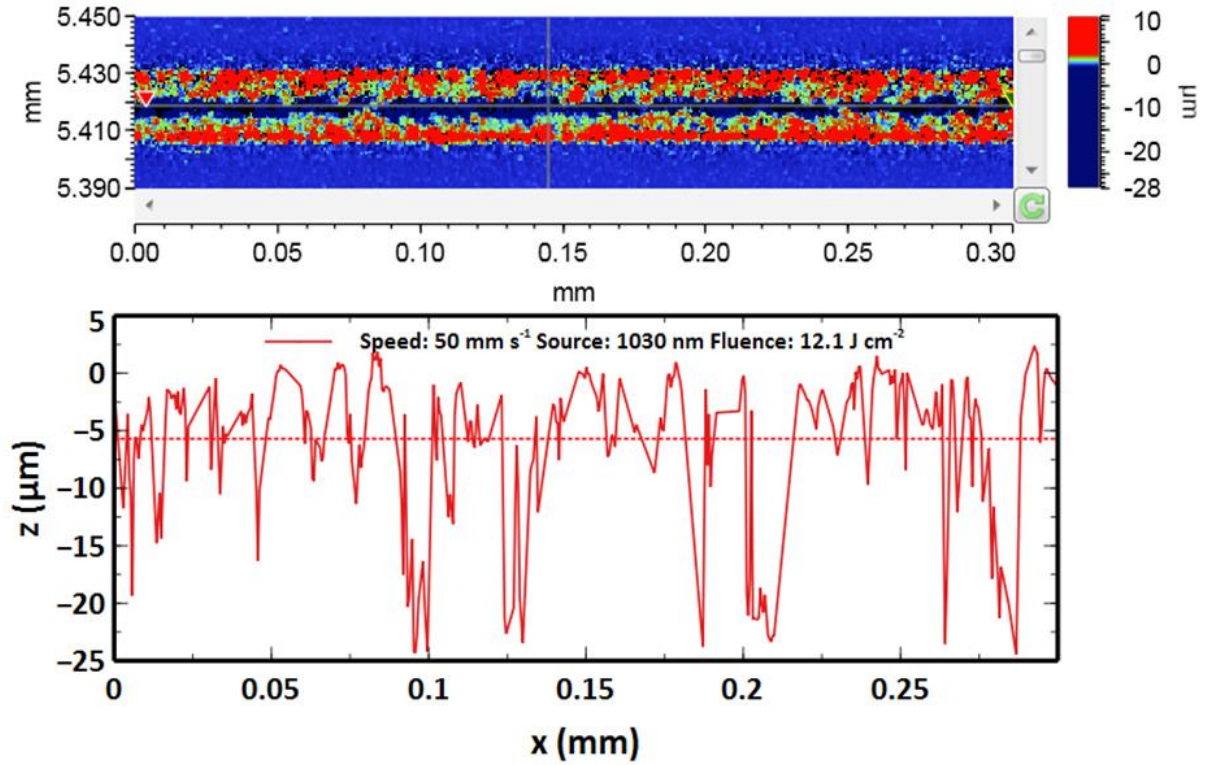 5.450
5.430
5.410
5.390
mm
0.00 0.05 0.10 0.15 0.20 0.25 0.30
mm
10
0
-10
-20
-28
µm
Speed: 50 mm s⁻¹ Source: 1030 nm Fluence: 12.1 J cm⁻²
5
0
−5
−10
−15
−20
−25
z (µm)
0 0.05 0.1 0.15 0.2 0.25
x (mm)